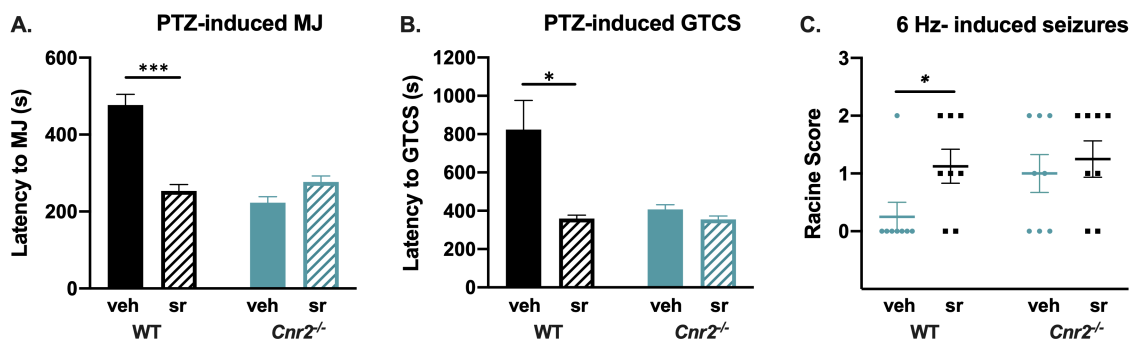 A. PTZ-induced MJ
Latency to MJ (s)
600
400
200
0
***
veh sr veh sr
WT Cnr2-/-
B. PTZ-induced GTCS
Latency to GTCS (s)
1200
1000
800
600
400
200
0
*
veh sr veh sr
WT Cnr2-/-
C. 6 Hz- induced seizures
Racine Score
3
2
1
0
*
veh sr veh sr
WT Cnr2-/-